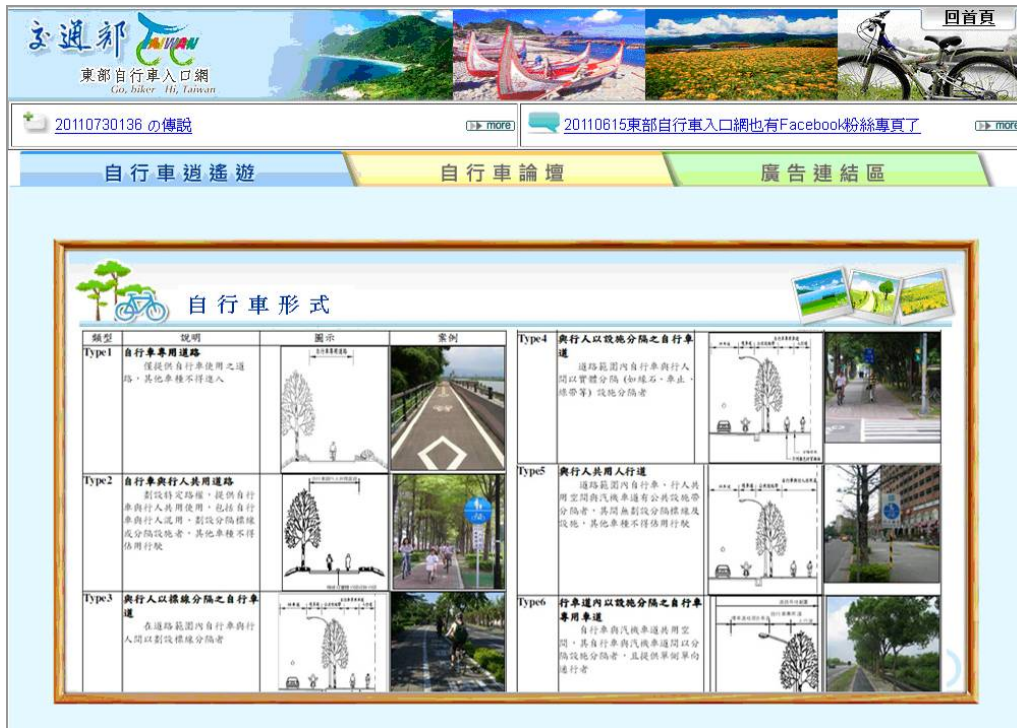 交通部
TAIWAN
東部自行車入口網
Go, biker Hi, Taiwan
回首頁
20110730136 の傳說
more
20110615東部自行車入口網也有Facebook粉絲專頁了
more
自行車逍遙遊
自行車論壇
廣告連結區
自行車形式
類型 說明 圖示 案例
Type1 自行車專用道路
僅提供自行車使用之道
路,其他車種不得進入
自行車專用道路
Type2 自行車與行人共用道路
劃設特定路權,提供自行
車與行人共用使用,包括自行
車與行人混用、劃設分隔標線
或分隔設施者,其他車種不得
佔用行駛
Type3 與行人以標線分隔之自行車
道
在道路範圍內自行車與行
人間以劃設標線分隔者
Type4 與行人以設施分隔之自行車
道
道路範圍內自行車與行人
間以實體分隔 (如緣石、車止、
綠帶等) 設施分隔者
Type5 與行人共用人行道
道路範圍內自行車、行人共
用空間與汽機車道有公共設施帶
分隔者,其間無劃設分隔標線及
設施,其他車種不得佔用行駛
Type6 行車道內以設施分隔之自行車
專用車道
自行車與汽機車道共用空
間,其自行車與汽機車道間以分
隔設施分隔者,且提供單側單向
通行者